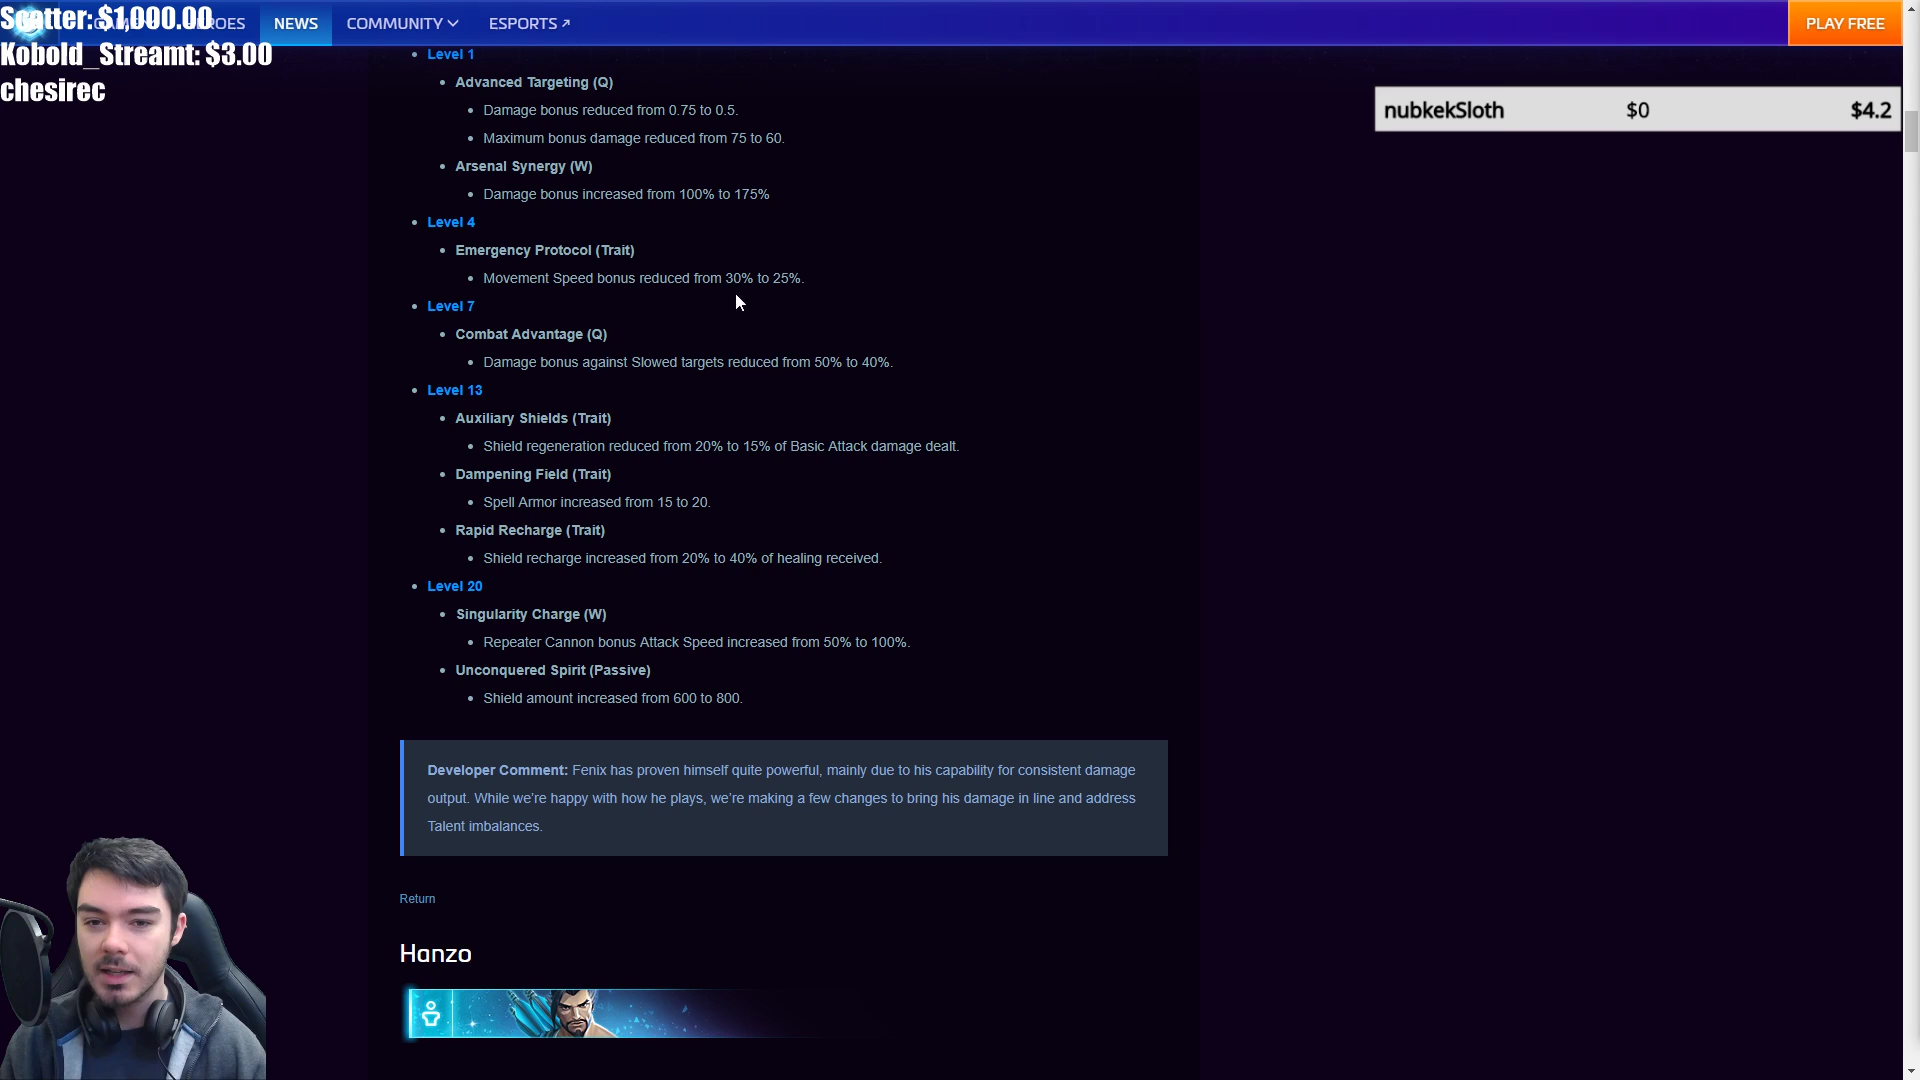 Scatter: $1,000.00
Kobold_Streamt: $3.00
chesirec
NEWS
COMMUNITY
ESPORTS
PLAY FREE
nubkekSloth $0 $4.2
Level 1
Advanced Targeting (Q)
Damage bonus reduced from 0.75 to 0.5.
Maximum bonus damage reduced from 75 to 60.
Arsenal Synergy (W)
Damage bonus increased from 100% to 175%
Level 4
Emergency Protocol (Trait)
Movement Speed bonus reduced from 30% to 25%.
Level 7
Combat Advantage (Q)
Damage bonus against Slowed targets reduced from 50% to 40%.
Level 13
Auxiliary Shields (Trait)
Shield regeneration reduced from 20% to 15% of Basic Attack damage dealt.
Dampening Field (Trait)
Spell Armor increased from 15 to 20.
Rapid Recharge (Trait)
Shield recharge increased from 20% to 40% of healing received.
Level 20
Singularity Charge (W)
Repeater Cannon bonus Attack Speed increased from 50% to 100%.
Unconquered Spirit (Passive)
Shield amount increased from 600 to 800.
Developer Comment: Fenix has proven himself quite powerful, mainly due to his capability for consistent damage
output. While we're happy with how he plays, we're making a few changes to bring his damage in line and address
Talent imbalances.
Return
Hanzo